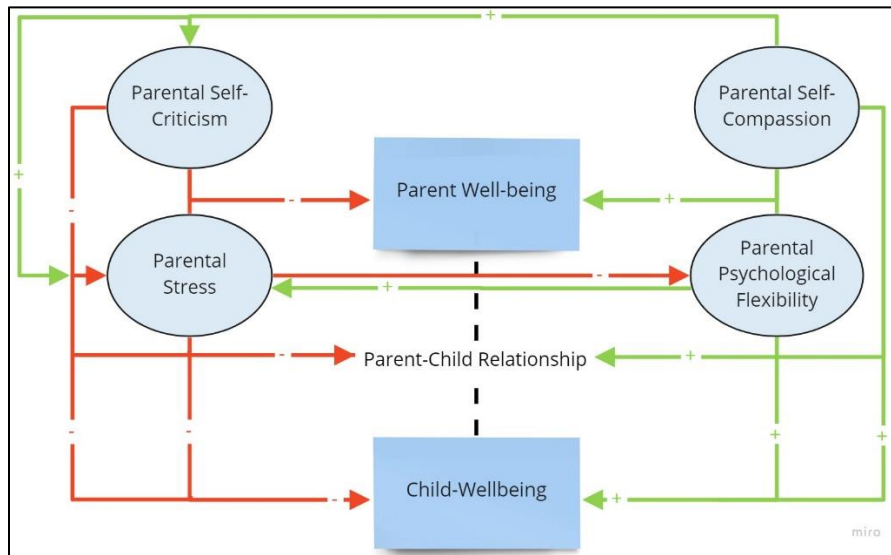 +
+
Parental Self-
Criticism
Parental Self-
Compassion
+
-
-
Parent Well-being
+
Parental
Stress
-
+
Parental
Psychological
Flexibility
-
Parent-Child Relationship
+
-
-
+
+
Child-Wellbeing
-
+
miro